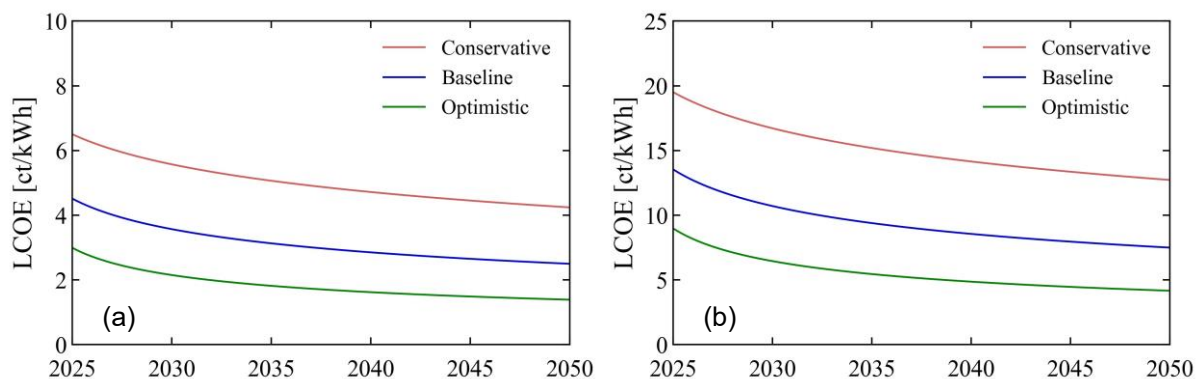 LCOE [ct/kWh]
10
8
6
4
2
0
Conservative
Baseline
Optimistic
(a)
2025 2030 2035 2040 2045 2050
LCOE [ct/kWh]
25
20
15
10
5
0
Conservative
Baseline
Optimistic
(b)
2025 2030 2035 2040 2045 2050